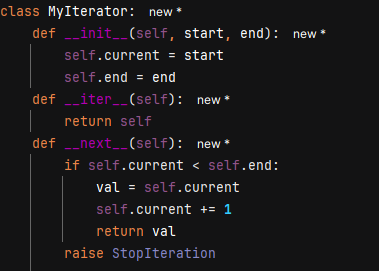 class MyIterator:  new *
    def __init__(self, start, end):  new *
        self.current = start
        self.end = end
    def __iter__(self):  new *
        return self
    def __next__(self):  new *
        if self.current < self.end:
            val = self.current
            self.current += 1
            return val
        raise StopIteration